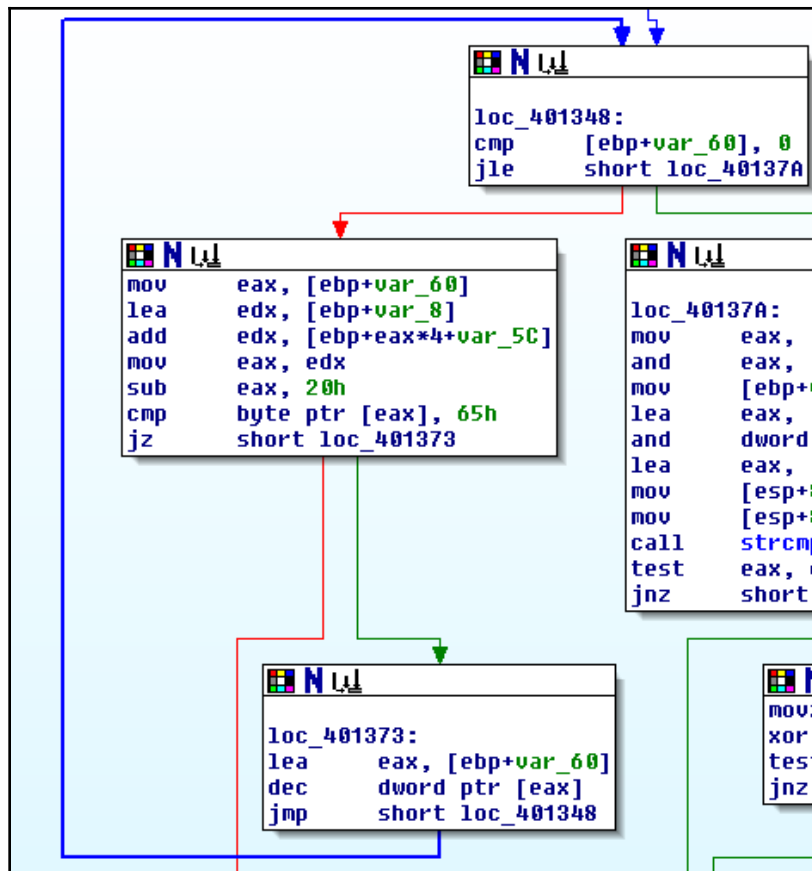 N
loc_401348:
cmp [ebp+var_60], 0
jle short loc_40137A
N
mov eax, [ebp+var_60]
lea edx, [ebp+var_8]
add edx, [ebp+eax*4+var_5C]
mov eax, edx
sub eax, 20h
cmp byte ptr [eax], 65h
jz short loc_401373
N
loc_40137A:
mov eax,
and eax,
mov [ebp+
lea eax,
and dword
lea eax,
mov [esp+
mov [esp+
call strcm
test eax,
jnz short
N
loc_401373:
lea eax, [ebp+var_60]
dec dword ptr [eax]
jmp short loc_401348
mov
xor
test
jnz